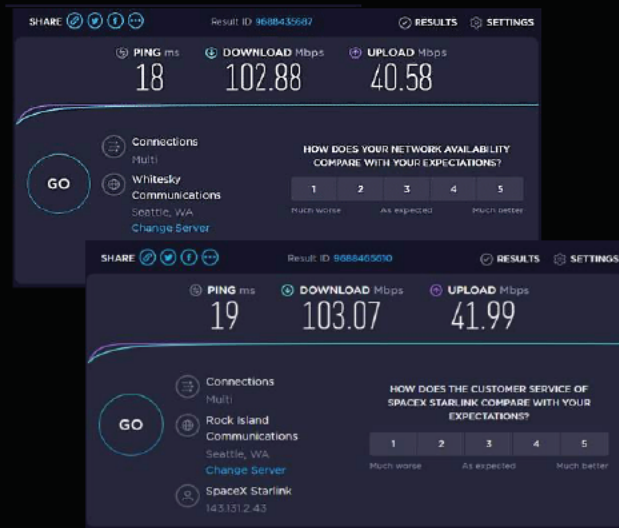 SHARE
Result ID 9688435687
RESULTS
SETTINGS
PING ms
DOWNLOAD Mbps
UPLOAD Mbps
18
102.88
40.58
Connections
Multi
Whitesky
Communications
Seattle, WA
Change Server
GO
HOW DOES YOUR NETWORK AVAILABILITY
COMPARE WITH YOUR EXPECTATIONS?
1 2 3 4 5
Much worse As expected Much better
SHARE
Result ID 9688465610
RESULTS
SETTINGS
PING ms
DOWNLOAD Mbps
UPLOAD Mbps
19
103.07
41.99
Connections
Multi
Rock Island
Communications
Seattle, WA
Change Server
SpaceX Starlink
143.131.2.43
GO
HOW DOES THE CUSTOMER SERVICE OF
SPACEX STARLINK COMPARE WITH YOUR
EXPECTATIONS?
1 2 3 4 5
Much worse As expected Much better